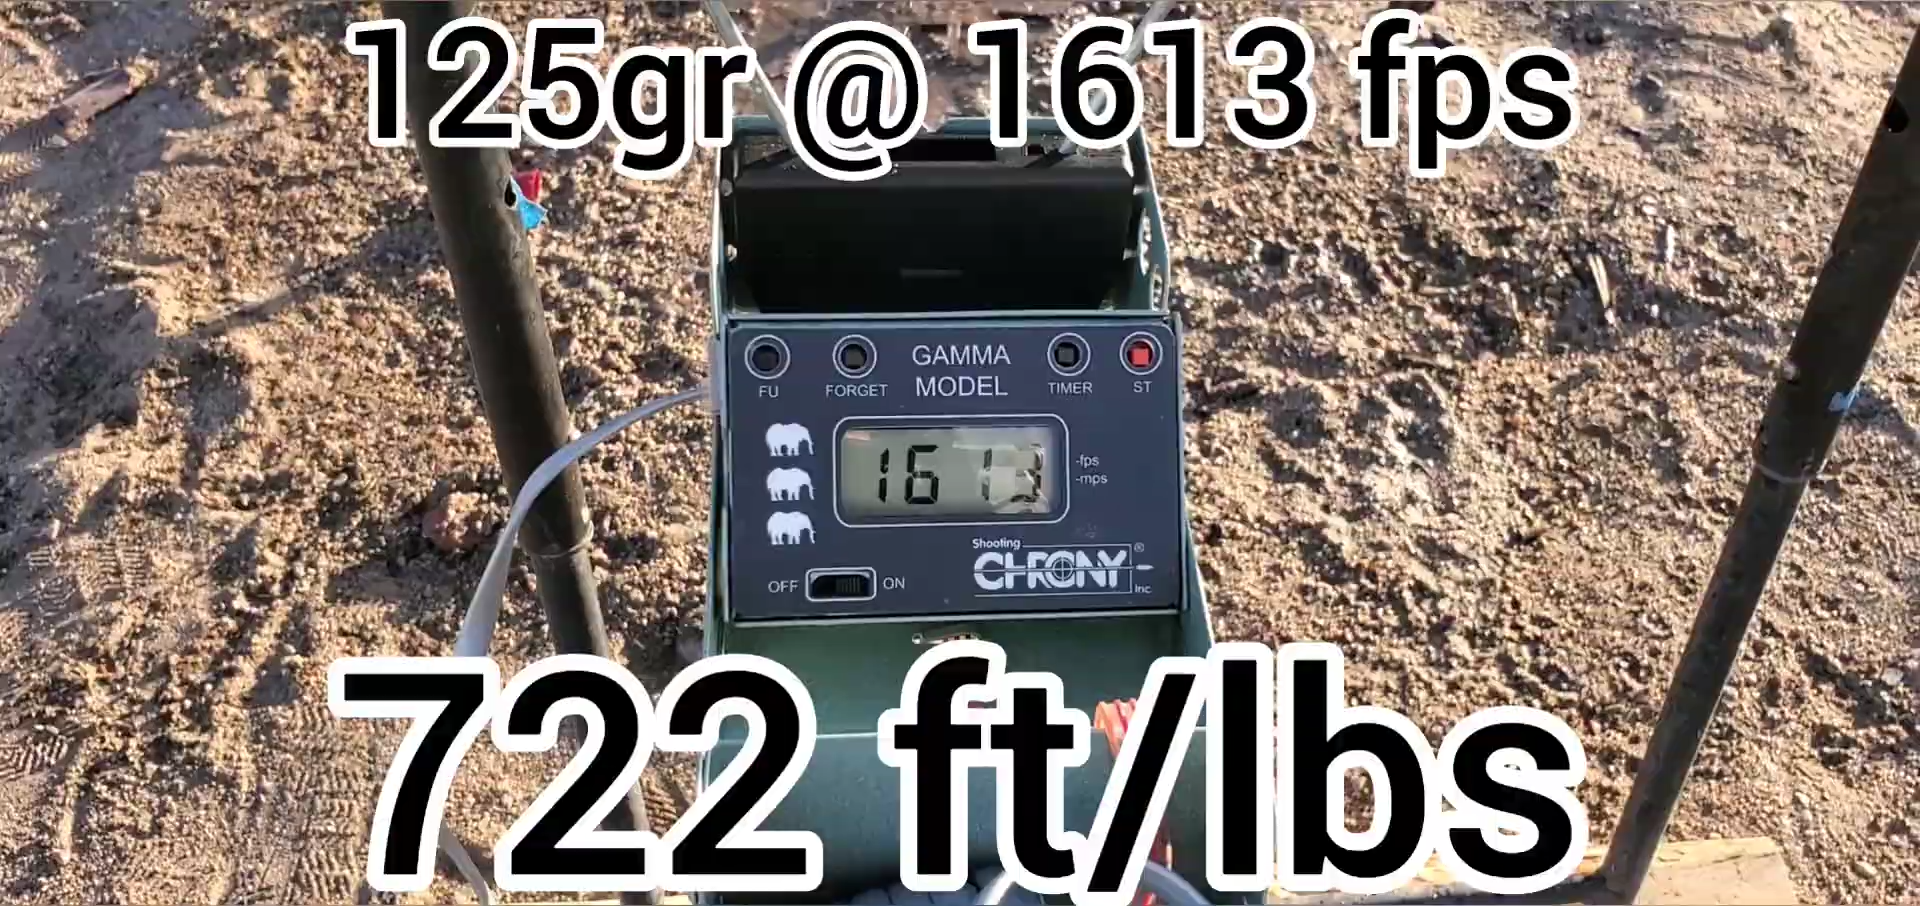 125gr @ 1613 fps
GAMMA
MODEL
FU
FORGET
TIMER
ST
1613
-fps
-mps
Shooting
CHRONY
®
Inc
OFF
ON
722 ft/lbs